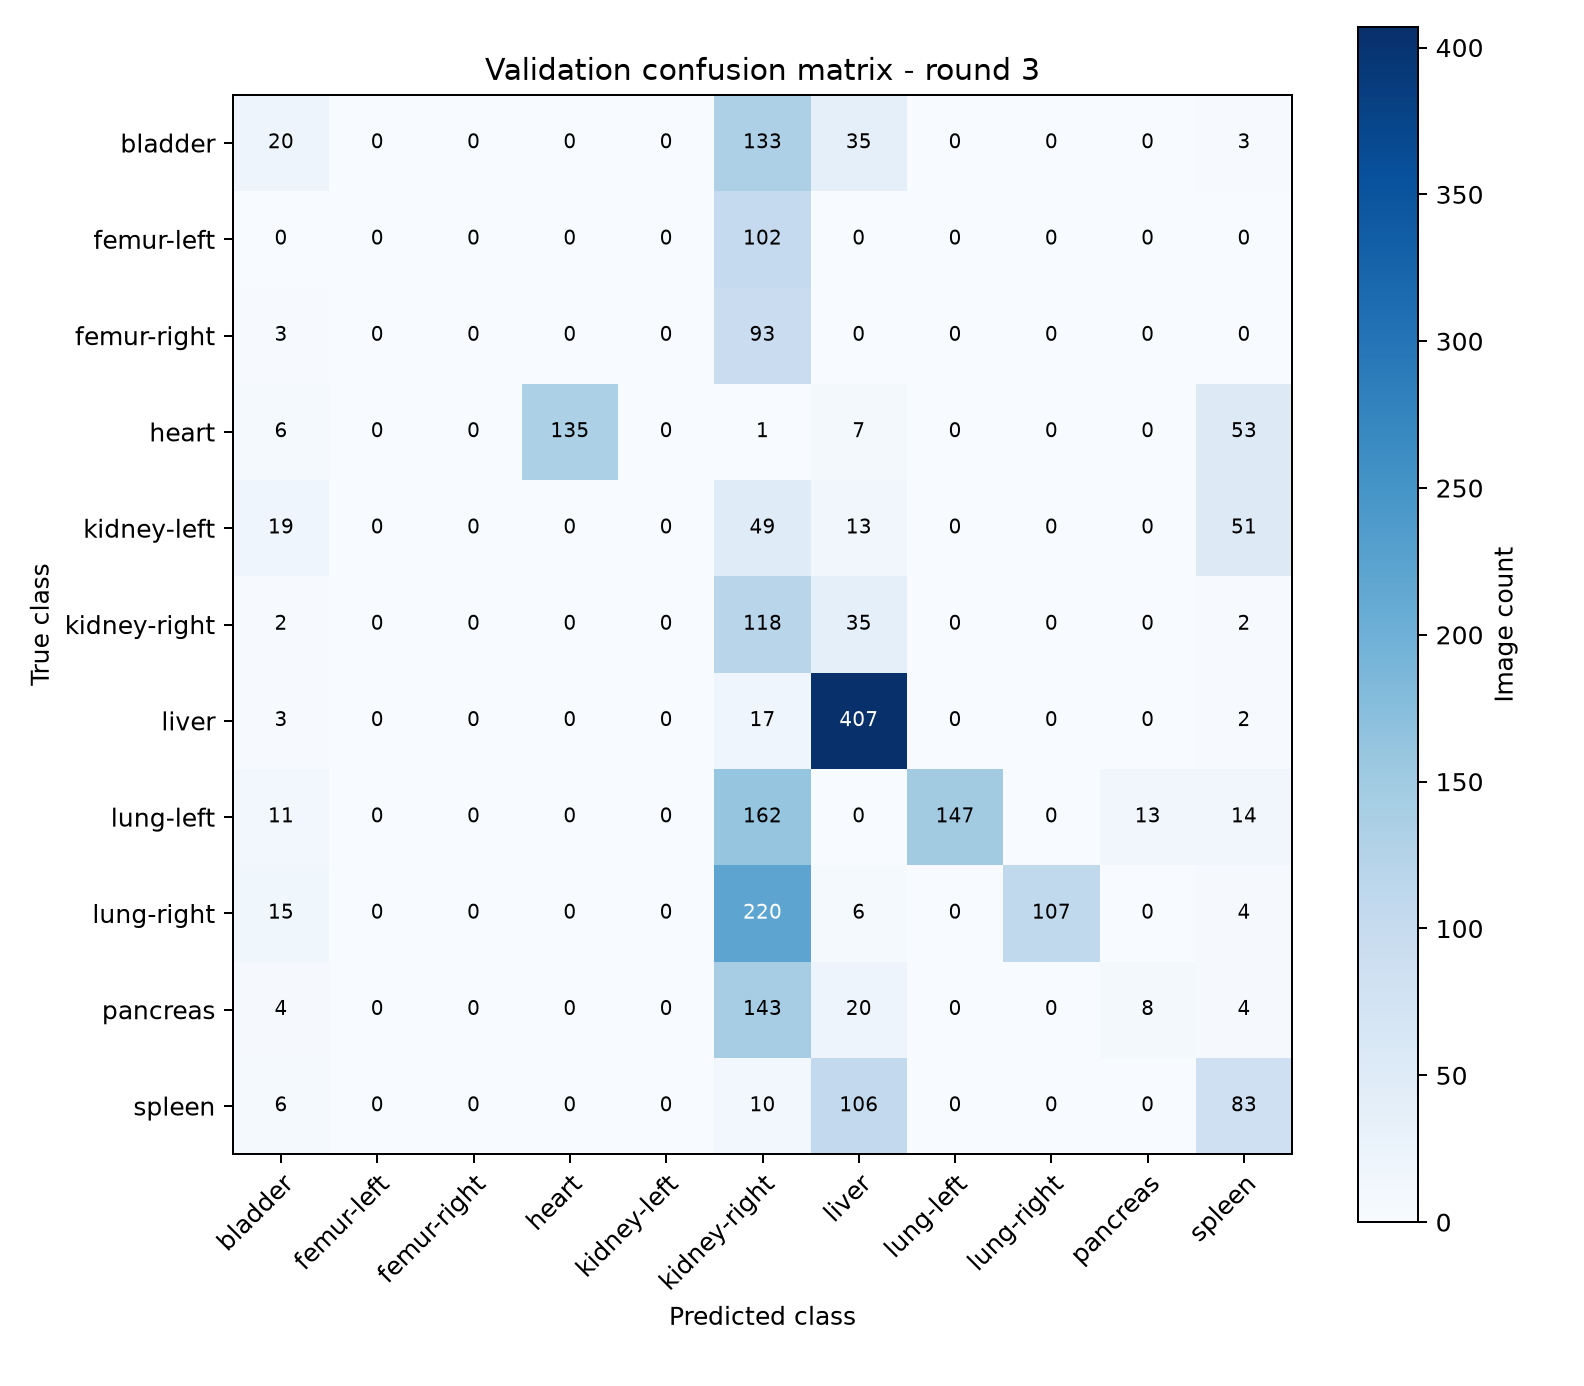 Validation confusion matrix - round 3
bladder 20 0 0 0 0 133 35 0 0 0 3
femur-left 0 0 0 0 0 102 0 0 0 0 0
femur-right 3 0 0 0 0 93 0 0 0 0 0
heart 6 0 0 135 0 1 7 0 0 0 53
kidney-left 19 0 0 0 0 49 13 0 0 0 51
kidney-right 2 0 0 0 0 118 35 0 0 0 2
liver 3 0 0 0 0 17 407 0 0 0 2
lung-left 11 0 0 0 0 162 0 147 0 13 14
lung-right 15 0 0 0 0 220 6 0 107 0 4
pancreas 4 0 0 0 0 143 20 0 0 8 4
spleen 6 0 0 0 0 10 106 0 0 0 83
True class
bladder femur-left femur-right heart kidney-left kidney-right liver lung-left lung-right pancreas spleen
Predicted class
400
350
300
250
200
150
100
50
0
Image count